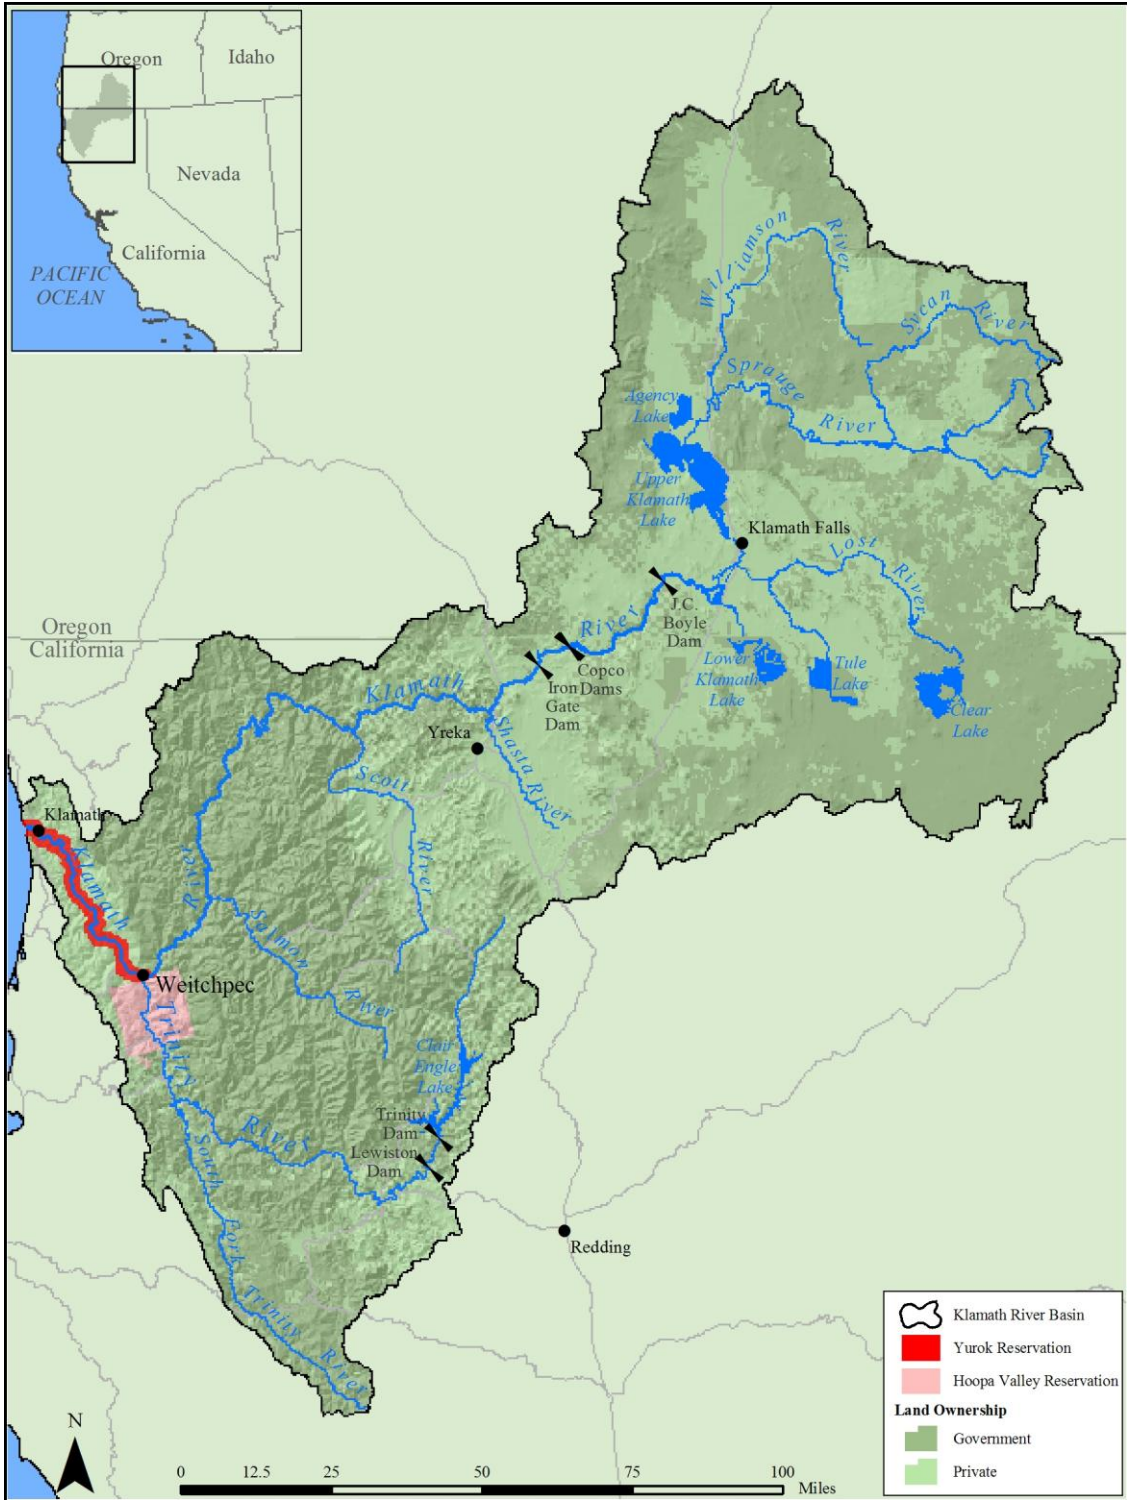 Oregon
Idaho
Nevada
California
PACIFIC
OCEAN
Williamson
River
Sycan
River
Sprauge
River
Agency
Lake
Upper
Klamath
Lake
Klamath Falls
Lost
River
J.C.
Boyle
Dam
River
Copco
Dams
Iron
Gate
Dam
Oregon
California
Lower
Klamath
Lake
Tule
Lake
Clear
Lake
Klamath
Yreka
Shasta River
Scott
River
Klamath
Klamath
River
Salmon
River
Weitchpec
Trinity
River
Clair
Engle
Lake
Trinity
Dam
Lewiston
Dam
South
Fork
Trinity
River
Redding
Klamath River Basin
Yurok Reservation
Hoopa Valley Reservation
Land Ownership
Government
Private
N
0 12.5 25 50 75 100
Miles